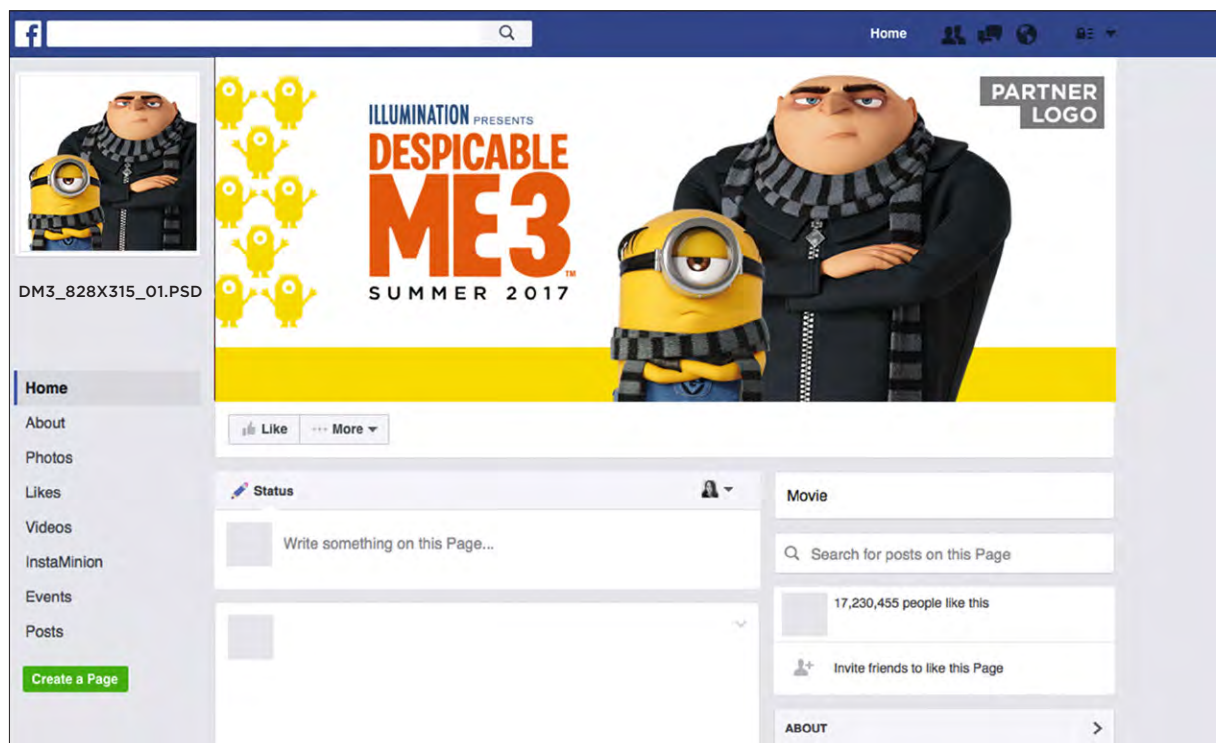 f
Home
PARTNER
LOGO
ILLUMINATION PRESENTS
DESPICABLE
ME3
™
SUMMER 2017
DM3_828X315_01.PSD
Home
About
Photos
Likes
Videos
InstaMinion
Events
Posts
Create a Page
Like
··· More
Status
Write something on this Page...
Movie
Search for posts on this Page
17,230,455 people like this
Invite friends to like this Page
ABOUT